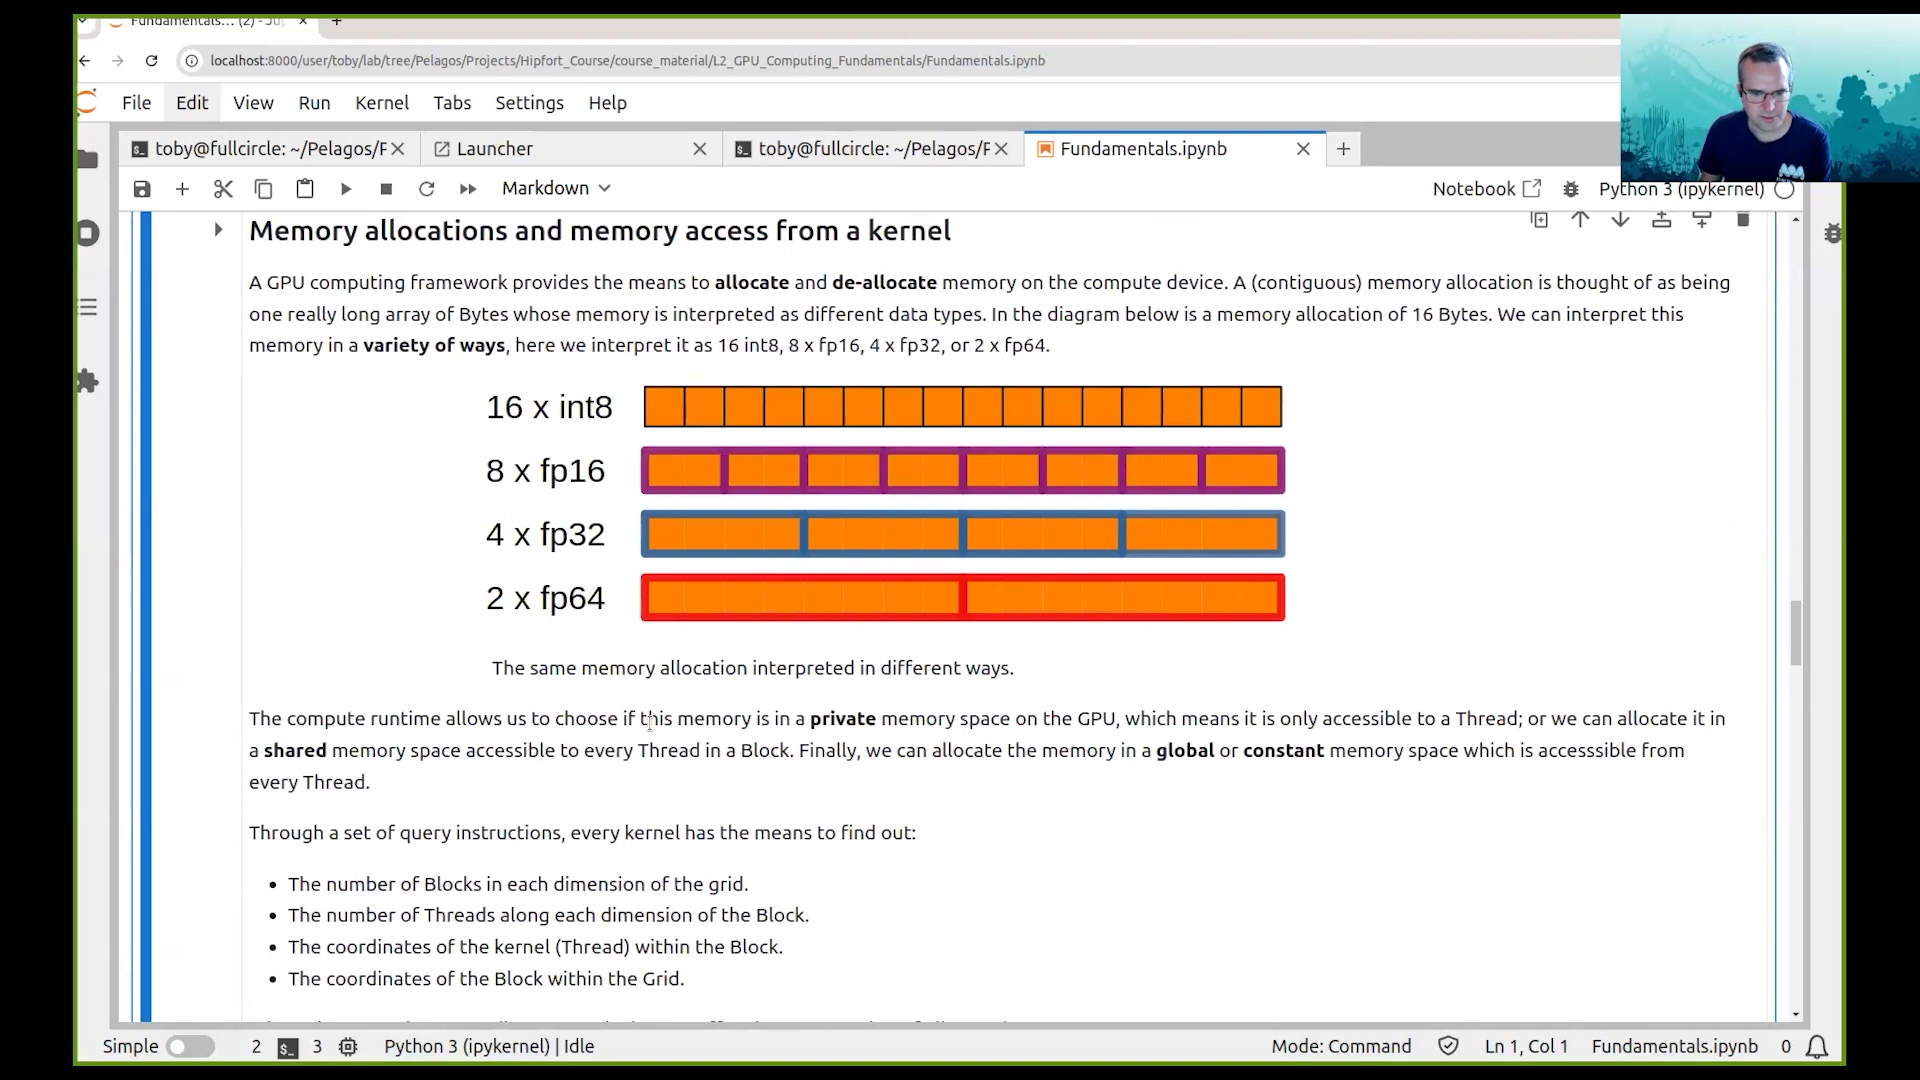 Fundamentals... (2) - Ju
localhost:8000/user/toby/lab/tree/Pelagos/Projects/Hipfort_Course/course_material/L2_GPU_Computing_Fundamentals/Fundamentals.ipynb
File Edit View Run Kernel Tabs Settings Help
toby@fullcircle: ~/Pelagos/F Launcher toby@fullcircle: ~/Pelagos/F Fundamentals.ipynb
Markdown Notebook Python 3 (ipykernel)
Memory allocations and memory access from a kernel
A GPU computing framework provides the means to allocate and de-allocate memory on the compute device. A (contiguous) memory allocation is thought of as being
one really long array of Bytes whose memory is interpreted as different data types. In the diagram below is a memory allocation of 16 Bytes. We can interpret this
memory in a variety of ways, here we interpret it as 16 int8, 8 x fp16, 4 x fp32, or 2 x fp64.
16 x int8
8 x fp16
4 x fp32
2 x fp64
The same memory allocation interpreted in different ways.
The compute runtime allows us to choose if this memory is in a private memory space on the GPU, which means it is only accessible to a Thread; or we can allocate it in
a shared memory space accessible to every Thread in a Block. Finally, we can allocate the memory in a global or constant memory space which is accesssible from
every Thread.
Through a set of query instructions, every kernel has the means to find out:
• The number of Blocks in each dimension of the grid.
• The number of Threads along each dimension of the Block.
• The coordinates of the kernel (Thread) within the Block.
• The coordinates of the Block within the Grid.
Simple 2 3 Python 3 (ipykernel) | Idle Mode: Command Ln 1, Col 1 Fundamentals.ipynb 0